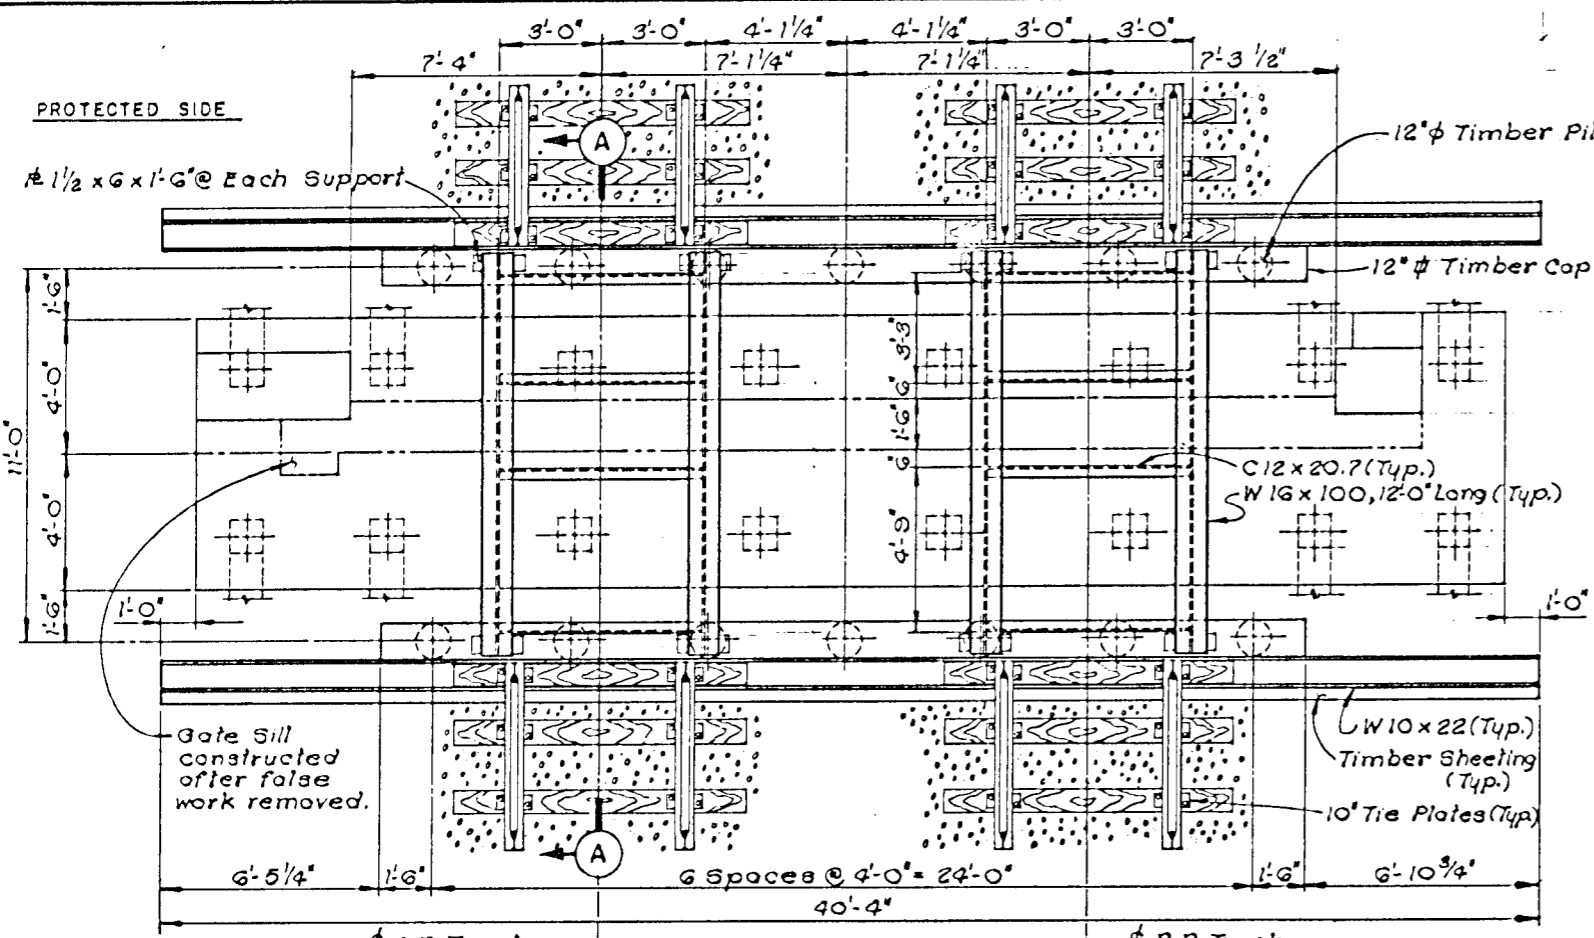 3'-0" 3'-0" 4'-1 1/4" 4'-1 1/4" 3'-0" 3'-0"
7'-4" 7'-1 1/4" 7'-1 1/4" 7'-3 1/2"
PROTECTED SIDE
A
12"ϕ Timber
℄ 1 1/2 x 6 x 1'-6" @ Each Support
12"ϕ Timber Cap
1'-6"
4'-0"
11'-0"
4'-0"
1'-6"
3'-3
6"
1'-6"
6"
4'-9"
C 12 x 20.7 (Typ.)
W 16 x 100, 12'-0" Long (Typ.)
1'-0"
1'-0"
Gate Sill
constructed
after false
work removed.
W 10 x 22 (Typ.)
Timber Sheeting
(Typ.)
10" Tie Plates (Typ)
A
6'-5 1/4" 1'-6" 6 Spaces @ 4'-0" = 24'-0" 1'-6" 6'-10 3/4"
40'-4"